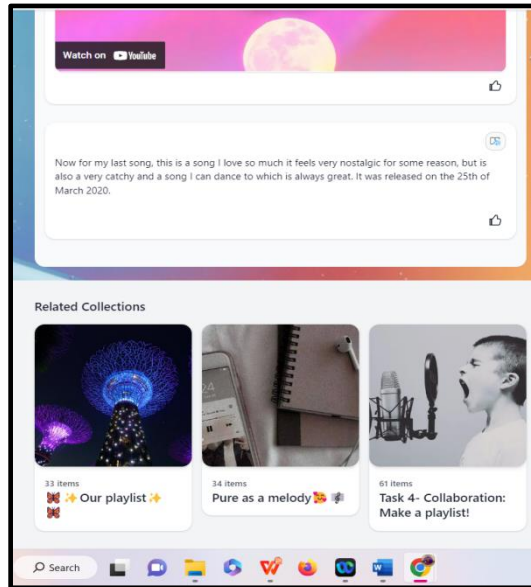 Watch on YouTube
Now for my last song, this is a song I love so much it feels very nostalgic for some reason, but is
also a very catchy and a song I can dance to which is always great. It was released on the 25th of
March 2020.
Related Collections
33 items
🦋✨Our playlist✨
🦋
34 items
Pure as a melody
61 items
Task 4- Collaboration:
Make a playlist!
Search